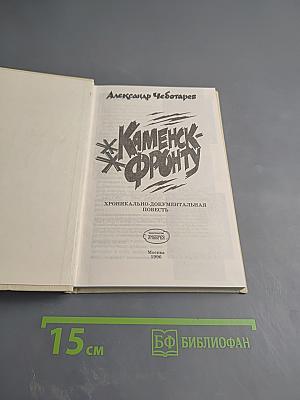 Александр Чеботарев
КАМЕНСК-
ФРОНТУ
ХРОНИКАЛЬНО-ДОКУМЕНТАЛЬНАЯ
ПОВЕСТЬ
Москва
1996
15 см
БФ БИБЛИОФАН